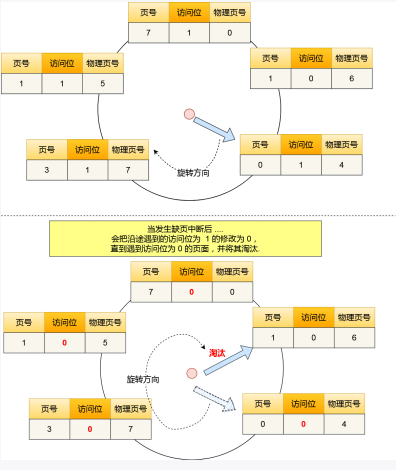 页号 访问位 物理页号
7 1 0
页号 访问位 物理页号
1 1 5
页号 访问位 物理页号
1 0 6
页号 访问位 物理页号
3 1 7
页号 访问位 物理页号
0 1 4
旋转方向
当发生缺页中断后 ....
会把沿途遇到的访问位为 1 的修改为 0，
直到遇到访问位为 0 的页面，并将其淘汰.
页号 访问位 物理页号
7 0 0
页号 访问位 物理页号
1 0 5
页号 访问位 物理页号
1 0 6
淘汰
旋转方向
页号 访问位 物理页号
3 0 7
页号 访问位 物理页号
0 0 4